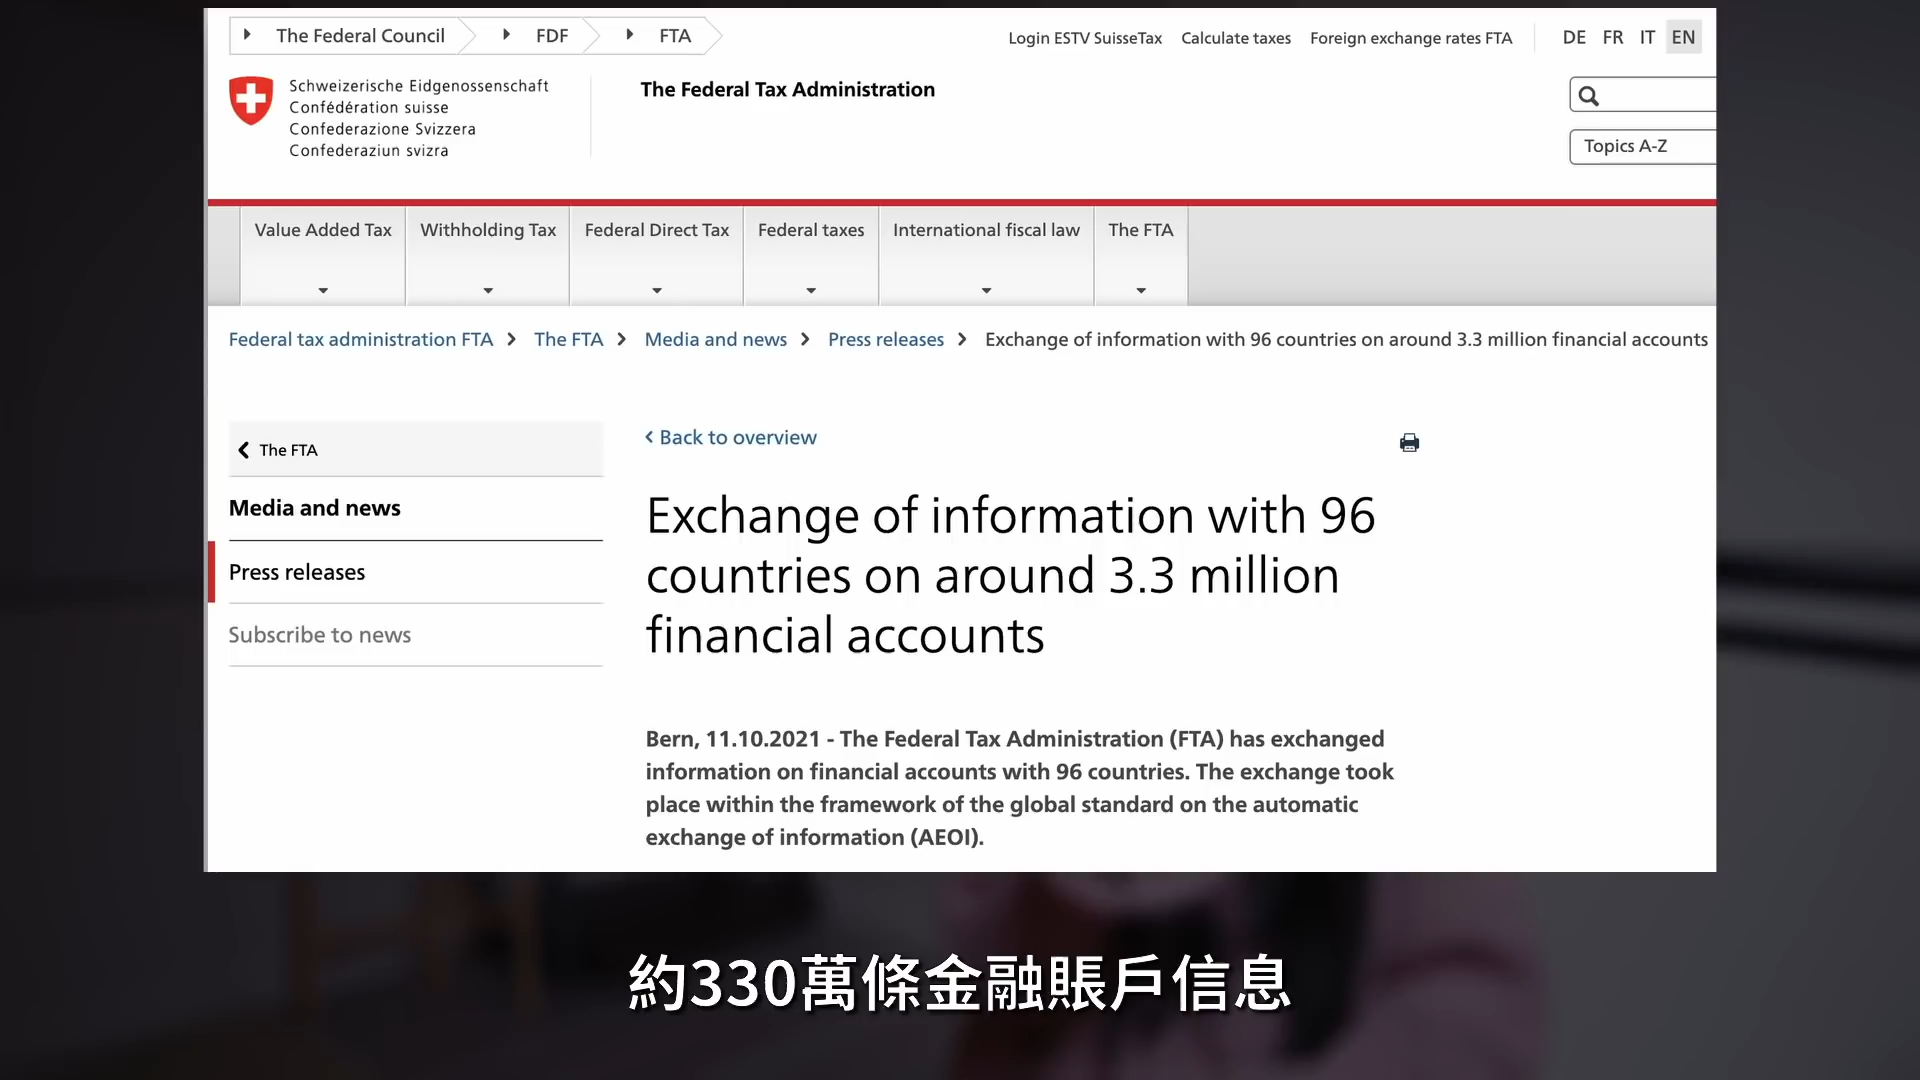 The Federal Council
FDF
FTA
Login ESTV SuisseTax
Calculate taxes
Foreign exchange rates FTA
DE FR IT EN
Schweizerische Eidgenossenschaft
Confédération suisse
Confederazione Svizzera
Confederaziun svizra
The Federal Tax Administration
Topics A-Z
Value Added Tax
Withholding Tax
Federal Direct Tax
Federal taxes
International fiscal law
The FTA
Federal tax administration FTA > The FTA > Media and news > Press releases > Exchange of information with 96 countries on around 3.3 million financial accounts
The FTA
Media and news
Press releases
Subscribe to news
Back to overview
Exchange of information with 96
countries on around 3.3 million
financial accounts
Bern, 11.10.2021 - The Federal Tax Administration (FTA) has exchanged
information on financial accounts with 96 countries. The exchange took
place within the framework of the global standard on the automatic
exchange of information (AEOI).
約330萬條金融賬戶信息